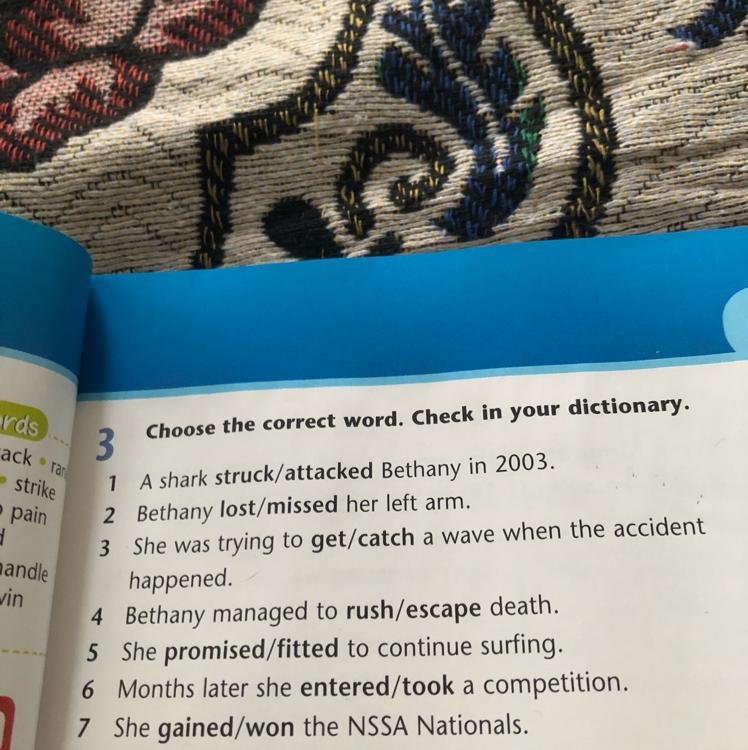 rds
ack •
• strike
pain
andle
vin
3 Choose the correct word. Check in your dictionary.
1 A shark struck/attacked Bethany in 2003.
2 Bethany lost/missed her left arm.
3 She was trying to get/catch a wave when the accident
happened.
4 Bethany managed to rush/escape death.
5 She promised/fitted to continue surfing.
6 Months later she entered/took a competition.
7 She gained/won the NSSA Nationals.